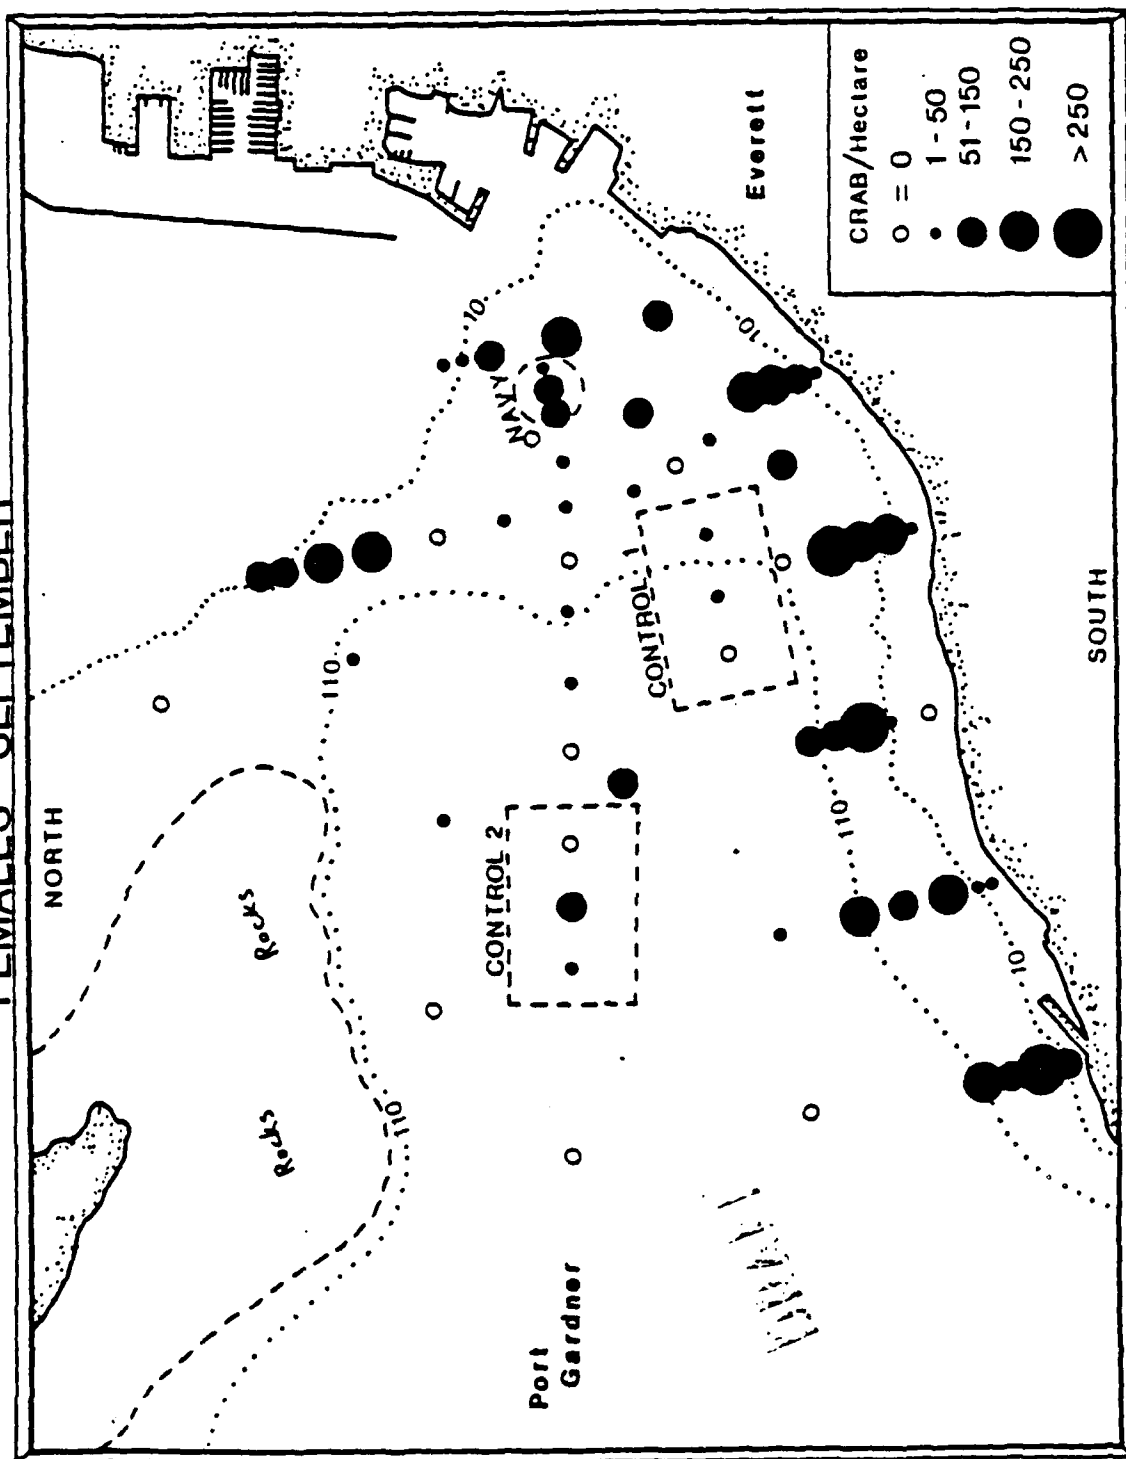 NORTH
Rocks
Rocks
110
110
10
NAVY
CONTROL 2
CONTROL 1
10
110
10
Port
Gardner
Everett
SOUTH
CRAB/Hectare
= 0
1-50
51-150
150-250
>250